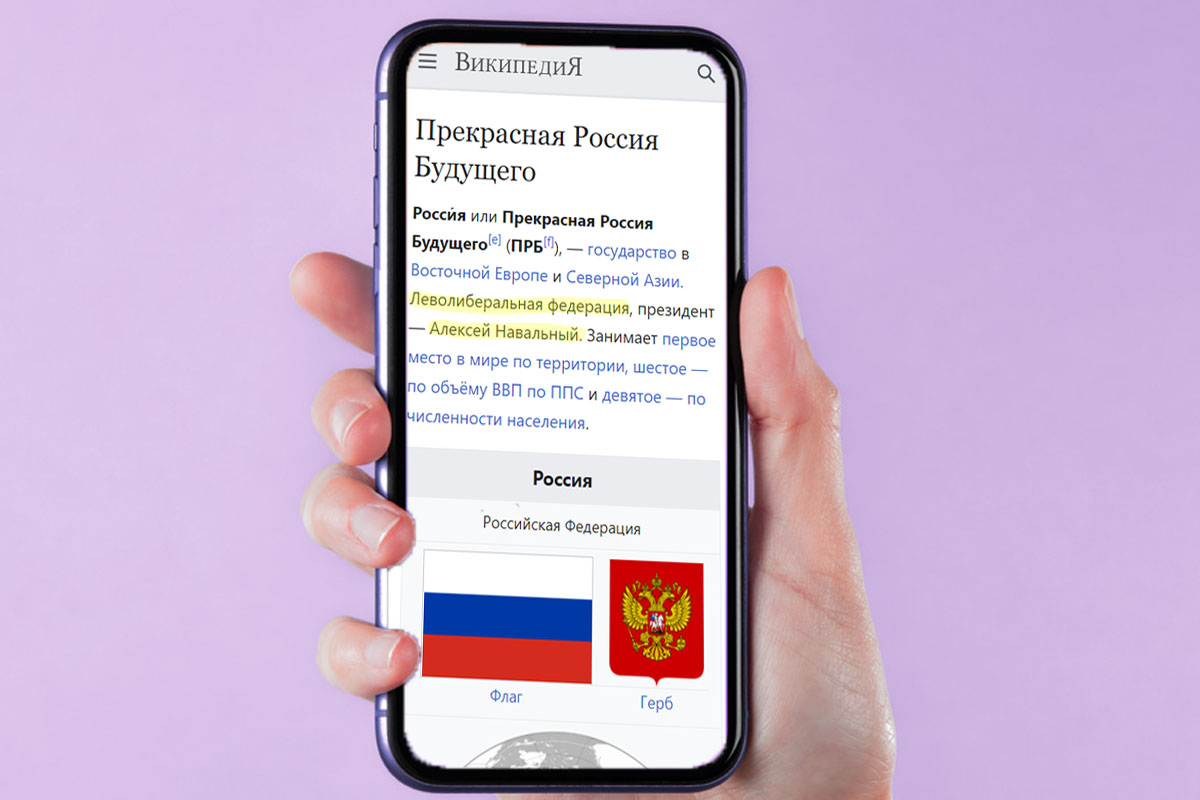 ВикипедиЯ
Прекрасная Россия
Будущего
Росси́я или Прекрасная Россия
Будущего[e] (ПРБ[f]), — государство в
Восточной Европе и Северной Азии.
Леволиберальная федерация, президент
— Алексей Навальный. Занимает первое
место в мире по территории, шестое —
по объёму ВВП по ППС и девятое — по
численности населения.
Россия
Российская Федерация
Флаг
Герб